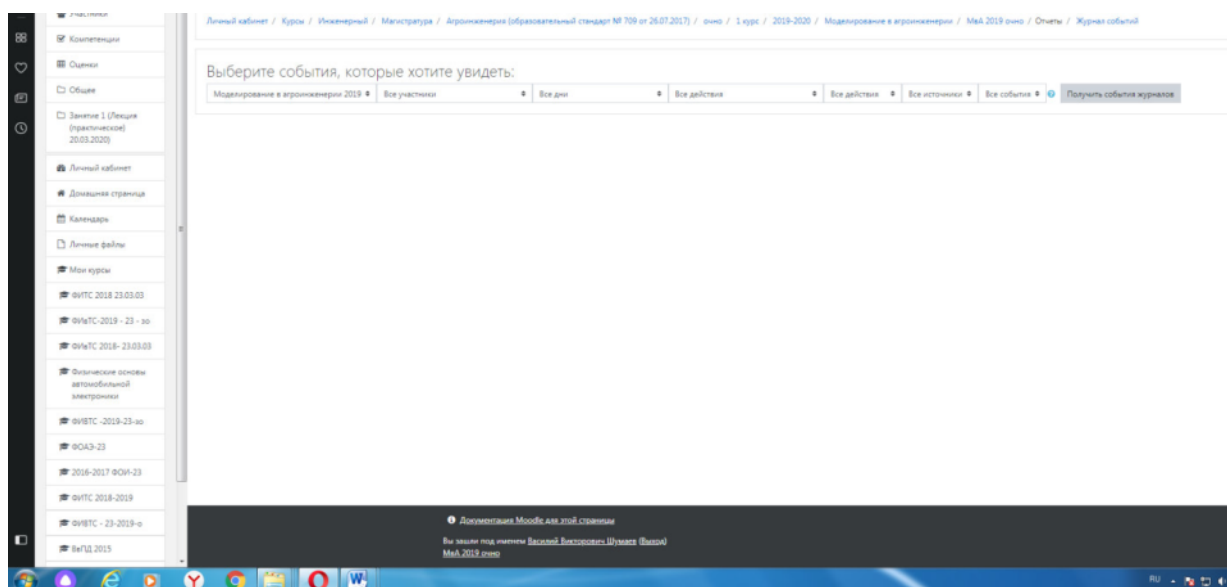 Участники
Личный кабинет / Курсы / Инженерный / Магистратура / Агроинженерия (образовательный стандарт № 709 от 26.07.2017) / очно / 1 курс / 2019-2020 / Моделирование в агроинженерии / МвА 2019 очно / Отчеты / Журнал событий
Компетенции
Оценки
Общее
Занятие 1 (Лекция
(практическое)
20.03.2020)
Выберите события, которые хотите увидеть:
Моделирование в агроинженерии 2019 Все участники Все дни Все действия Все действия Все источники Все события Получить события журналов
Личный кабинет
Домашняя страница
Календарь
Личные файлы
Мои курсы
ФИТС 2018 23.03.03
ФИвТС-2019 - 23 - зо
ФИвТС 2018- 23.03.03
Физические основы
автомобильной
электроники
ФИВТС -2019-23-зо
ФОАЭ-23
2016-2017 ФОИ-23
ФИТС 2018-2019
ФИВТС - 23-2019-о
ВвПД 2015
Документация Moodle для этой страницы
Вы зашли под именем Василий Викторович Шумаев (Выход)
МвА 2019 очно
RU